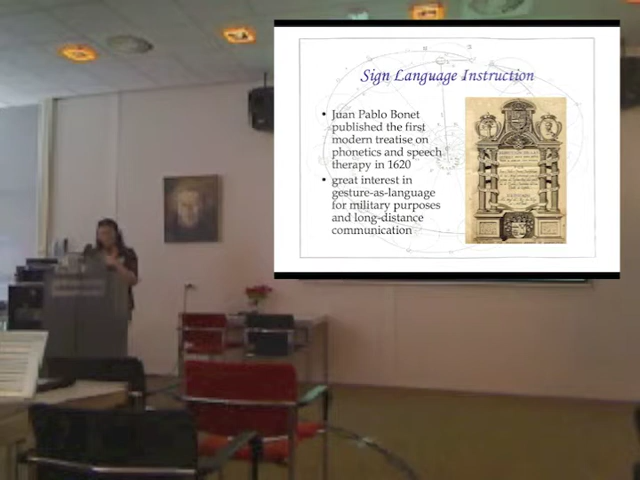 Sign Language Instruction
• Juan Pablo Bonet
published the first
modern treatise on
phonetics and speech
therapy in 1620
• great interest in
gesture-as-language
for military purposes
and long-distance
communication